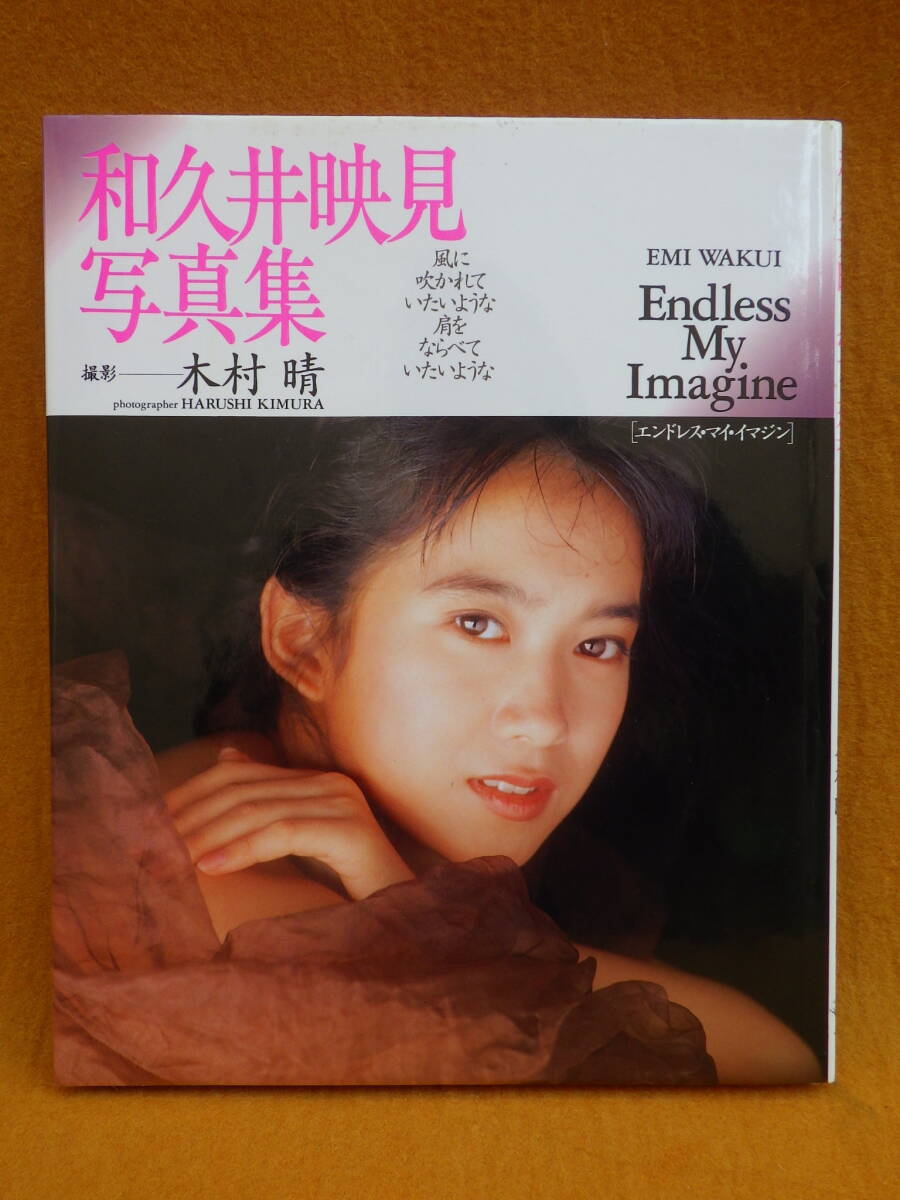 和久井映見
写真集
撮影――木村 晴
photographer HARUSHI KIMURA
風に
吹かれて
いたいような
肩を
ならべて
いたいような
EMI WAKUI
Endless
My
Imagine
[エンドレス・マイ・イマジン]